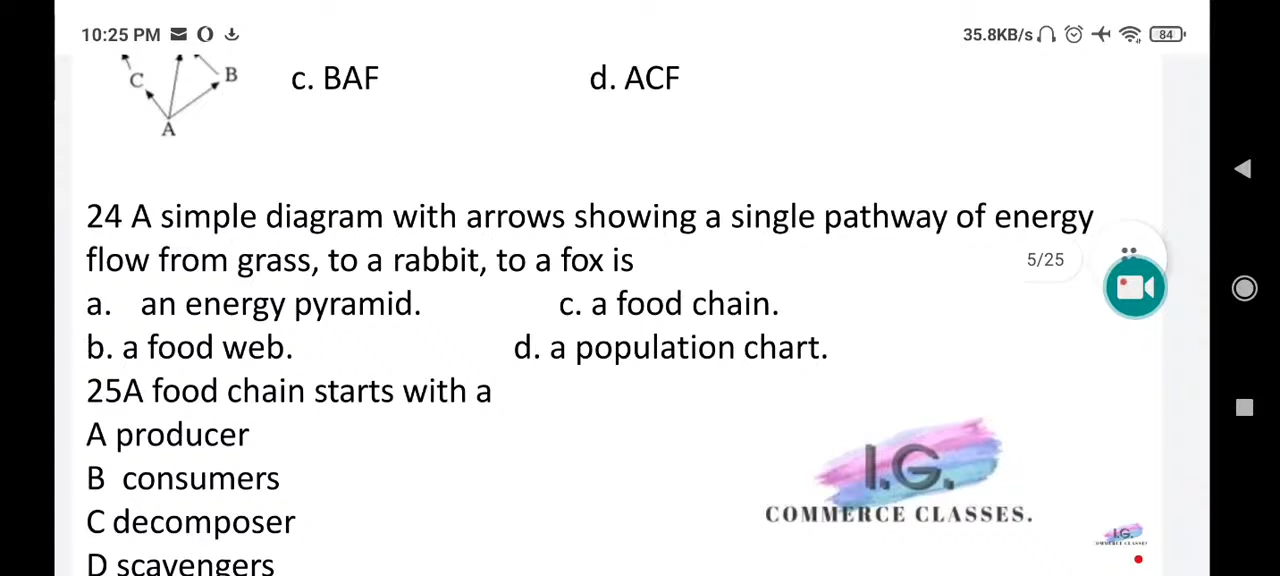 10:25 PM
35.8KB/s
84
C
B
c. BAF d. ACF
A
24 A simple diagram with arrows showing a single pathway of energy
flow from grass, to a rabbit, to a fox is
5/25
a. an energy pyramid. c. a food chain.
b. a food web. d. a population chart.
25A food chain starts with a
A producer
B consumers
C decomposer
D scavengers
I.G.
COMMERCE CLASSES.
I.G.
COMMERCE CLASSES